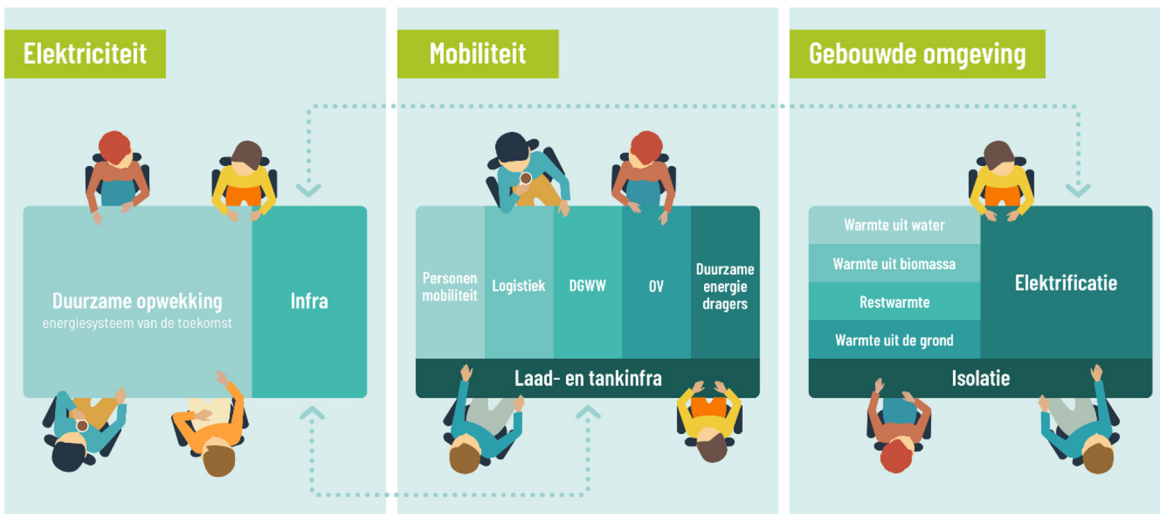 Elektriciteit
Duurzame opwekking
energiesysteem van de toekomst
Infra
Mobiliteit
Personen
mobiliteit
Logistiek
DGWW
OV
Duurzame
energie
dragers
Laad- en tankinfra
Gebouwde omgeving
Warmte uit water
Warmte uit biomassa
Restwarmte
Warmte uit de grond
Elektrificatie
Isolatie